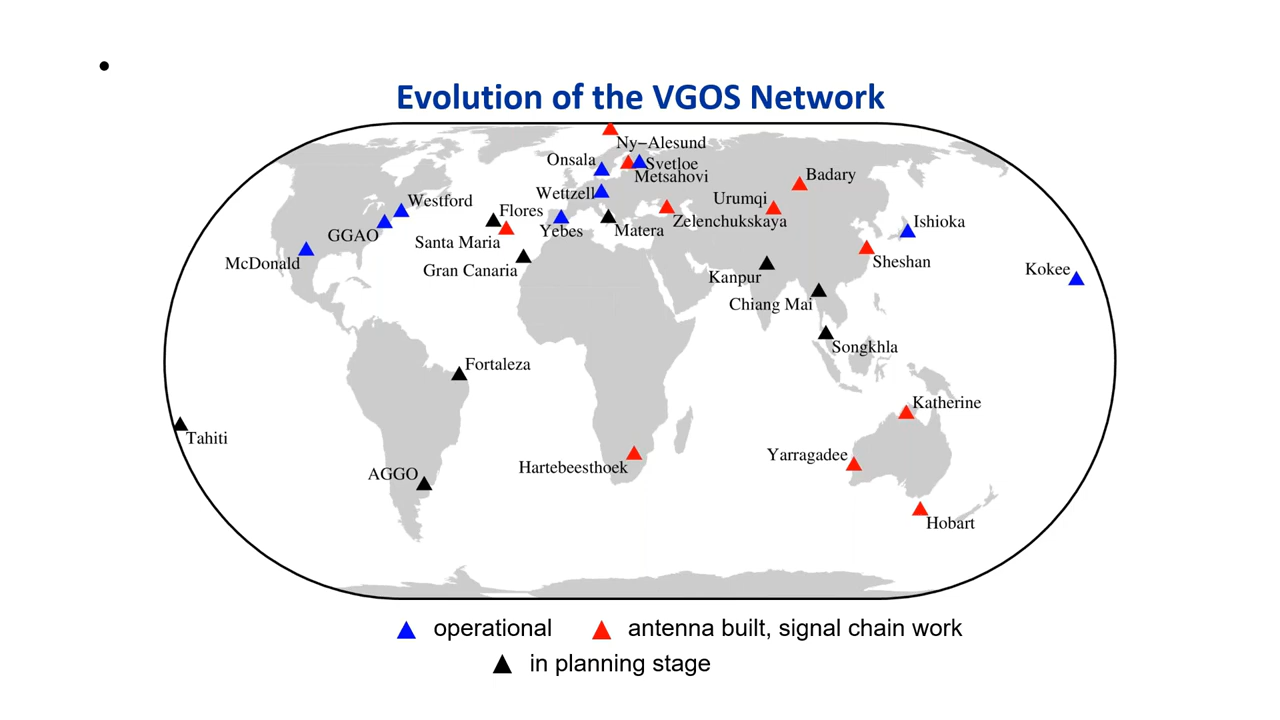 •
Evolution of the VGOS Network
Ny−Alesund
Onsala
Svetloe
Metsahovi
Badary
Wettzell
Urumqi
Westford
Flores
Zelenchukskaya
Ishioka
GGAO
Yebes
Matera
Santa Maria
McDonald
Gran Canaria
Sheshan
Kokee
Kanpur
Chiang Mai
Songkhla
Fortaleza
Katherine
Tahiti
Yarragadee
Hartebeesthoek
AGGO
Hobart
operational
antenna built, signal chain work
in planning stage